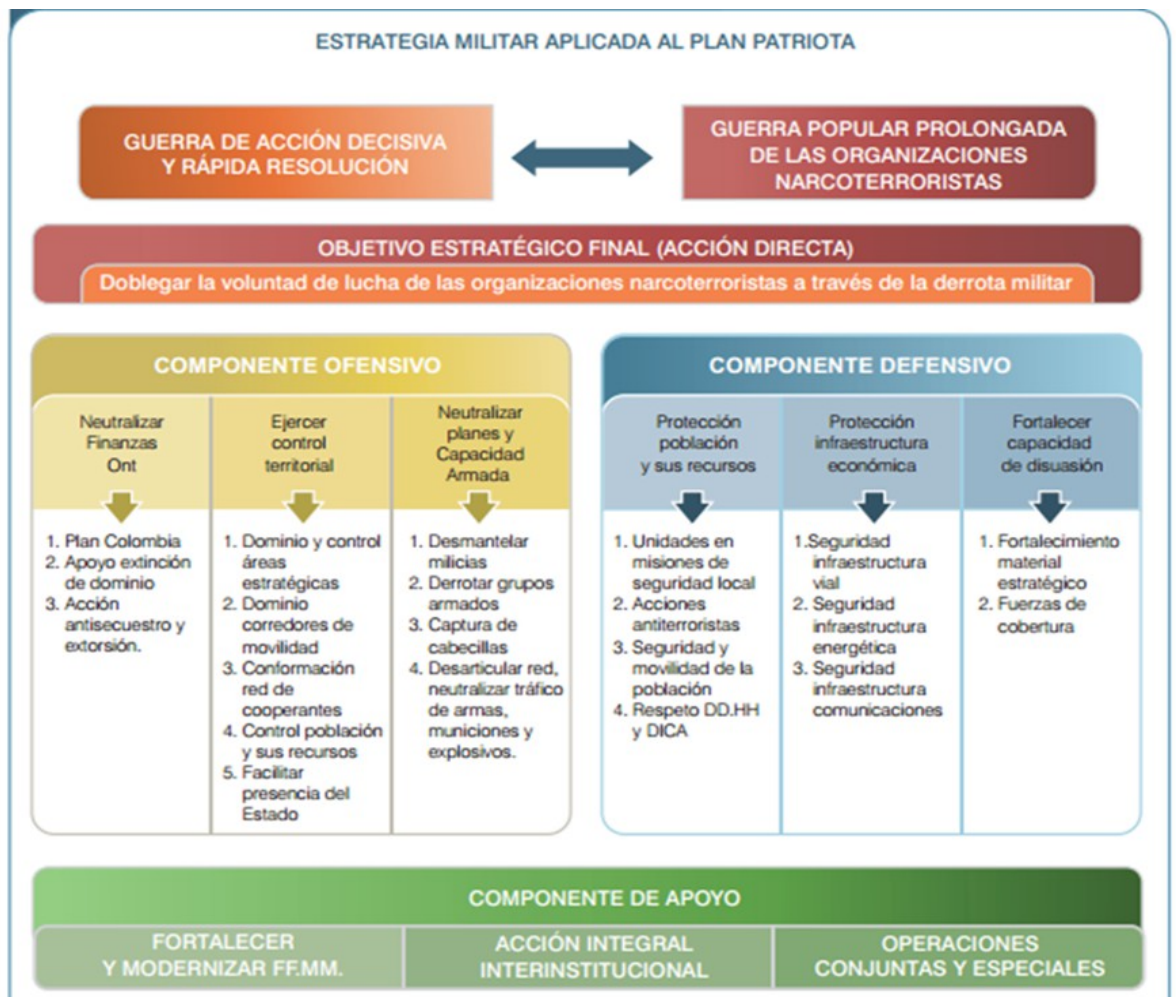 ESTRATEGIA MILITAR APLICADA AL PLAN PATRIOTA
GUERRA DE ACCIÓN DECISIVA
Y RÁPIDA RESOLUCIÓN
GUERRA POPULAR PROLONGADA
DE LAS ORGANIZACIONES
NARCOTERRORISTAS
OBJETIVO ESTRATÉGICO FINAL (ACCIÓN DIRECTA)
Doblegar la voluntad de lucha de las organizaciones narcoterroristas a través de la derrota militar
COMPONENTE OFENSIVO
Neutralizar
Finanzas
Ont
1. Plan Colombia
2. Apoyo extinción
de dominio
3. Acción
antisecuestro y
extorsión.
Ejercer
control
territorial
1. Dominio y control
áreas
estratégicas
2. Dominio
corredores de
movilidad
3. Conformación
red de
cooperantes
4. Control población
y sus recursos
5. Facilitar
presencia del
Estado
Neutralizar
planes y
Capacidad
Armada
1. Desmantelar
milicias
2. Derrotar grupos
armados
3. Captura de
cabecillas
4. Desarticular red,
neutralizar tráfico
de armas,
municiones y
explosivos.
COMPONENTE DEFENSIVO
Protección
población
y sus recursos
1. Unidades en
misiones de
seguridad local
2. Acciones
antiterroristas
3. Seguridad y
movilidad de la
población
4. Respeto DD.HH
y DICA
Protección
infraestructura
económica
1.Seguridad
infraestructura
vial
2. Seguridad
infraestructura
energética
3. Seguridad
infraestructura
comunicaciones
Fortalecer
capacidad
de disuasión
1. Fortalecimiento
material
estratégico
2. Fuerzas de
cobertura
COMPONENTE DE APOYO
FORTALECER
Y MODERNIZAR FF.MM.
ACCIÓN INTEGRAL
INTERINSTITUCIONAL
OPERACIONES
CONJUNTAS Y ESPECIALES